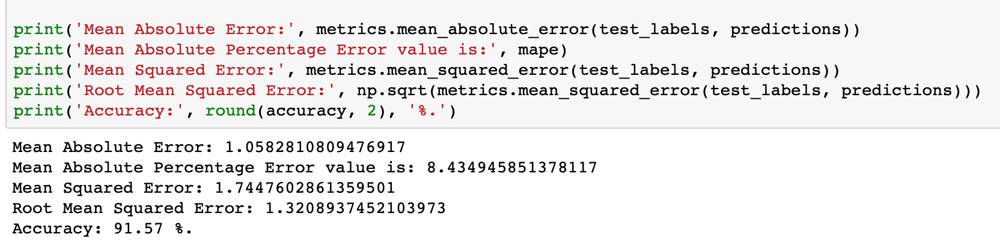 print('Mean Absolute Error:', metrics.mean_absolute_error(test_labels, predictions))
print('Mean Absolute Percentage Error value is:', mape)
print('Mean Squared Error:', metrics.mean_squared_error(test_labels, predictions))
print('Root Mean Squared Error:', np.sqrt(metrics.mean_squared_error(test_labels, predictions)))
print('Accuracy:', round(accuracy, 2), '%.')
Mean Absolute Error: 1.0582810809476917
Mean Absolute Percentage Error value is: 8.434945851378117
Mean Squared Error: 1.7447602861359501
Root Mean Squared Error: 1.3208937452103973
Accuracy: 91.57 %.